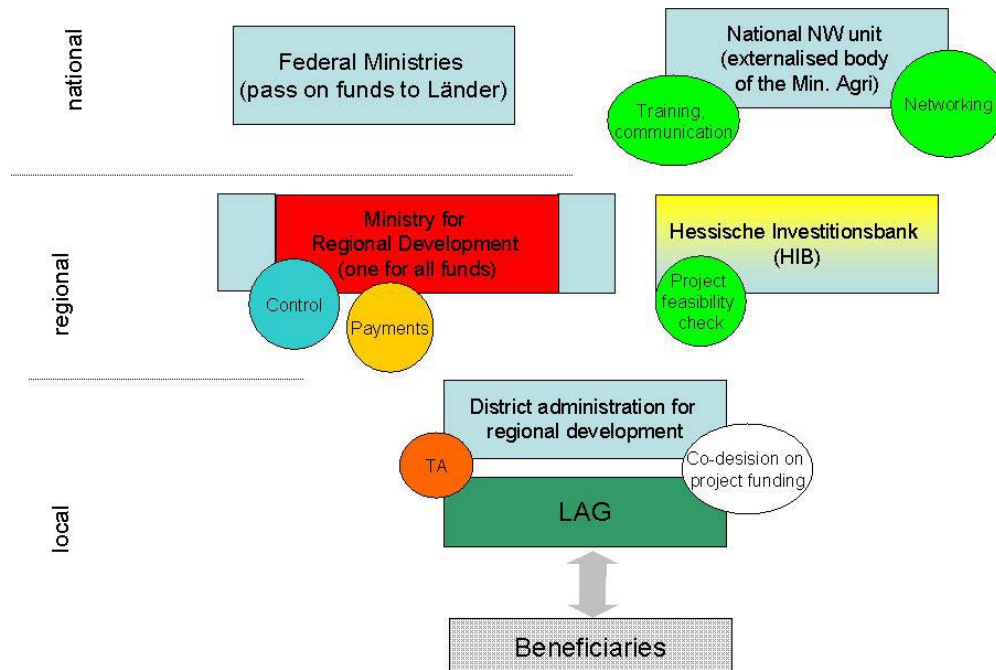 national
Federal Ministries
(pass on funds to Länder)
National NW unit
(externalised body
of the Min. Agri)
Training,
communication
Networking
regional
Ministry for
Regional Development
(one for all funds)
Control
Payments
Hessische Investitionsbank
(HIB)
Project
feasibility
check
local
District administration for
regional development
TA
Co-desision on
project funding
LAG
Beneficiaries